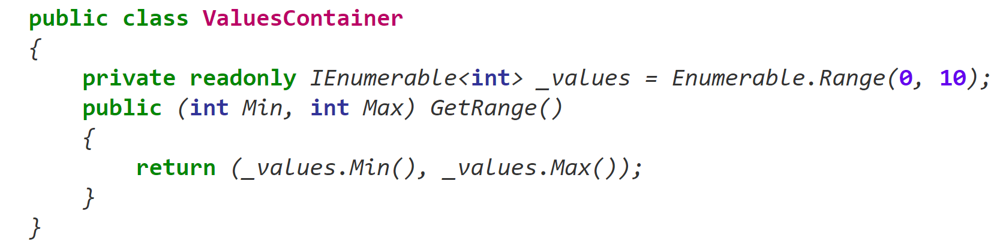 public class ValuesContainer
{
    private readonly IEnumerable<int> _values = Enumerable.Range(0, 10);
    public (int Min, int Max) GetRange()
    {
        return (_values.Min(), _values.Max());
    }
}